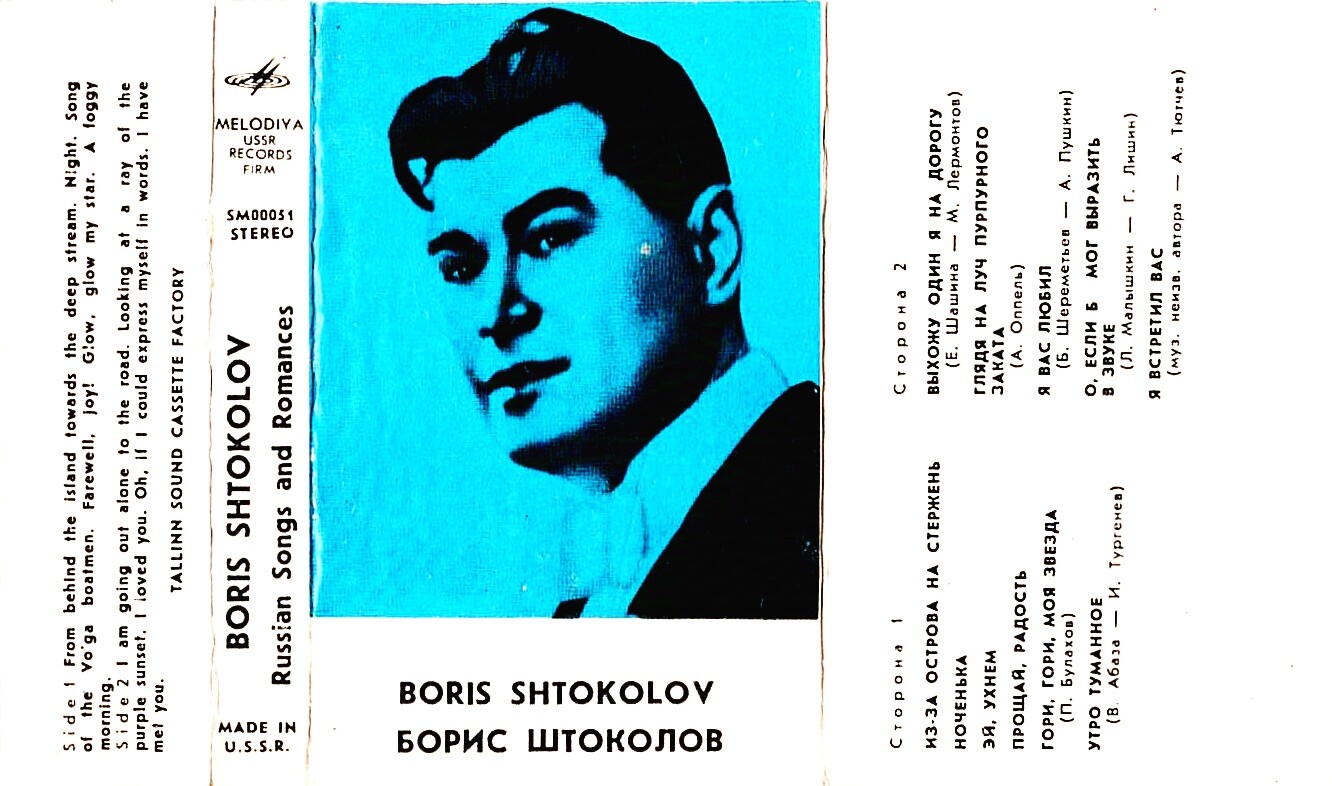 Side 1 From behind the island towards the deep stream. Night. Song
of the Vo'ga boatmen. Farewell, joy! Glow, glow my star. A foggy
morning.
Side 2 I am going out alone to the road. Looking at a ray of the
purple sunset. I loved you. Oh, if I could express myself in words. I have
met you.
TALLINN SOUND CASSETTE FACTORY
MELODIYA
USSR
RECORDS
FIRM
SM00051
STEREO
BORIS SHTOKOLOV
Russian Songs and Romances
MADE IN
U.S.S.R.
BORIS SHTOKOLOV
БОРИС ШТОКОЛОВ
Сторона 1
ИЗ-ЗА ОСТРОВА НА СТЕРЖЕНЬ
НОЧЕНЬКА
ЭЙ, УХНЕМ
ПРОЩАЙ, РАДОСТЬ
ГОРИ, ГОРИ, МОЯ ЗВЕЗДА
(П. Булахов)
УТРО ТУМАННОЕ
(В. Абаза — И. Тургенев)
Сторона 2
ВЫХОЖУ ОДИН Я НА ДОРОГУ
(Е. Шашина — М. Лермонтов)
ГЛЯДЯ НА ЛУЧ ПУРПУРНОГО
ЗАКАТА
(А. Оппель)
Я ВАС ЛЮБИЛ
(Б. Шереметьев — А. Пушкин)
О, ЕСЛИ Б МОГ ВЫРАЗИТЬ
В ЗВУКЕ
(Л. Малышкин — Г. Лишин)
Я ВСТРЕТИЛ ВАС
(муз. неизв. автора — А. Тютчев)